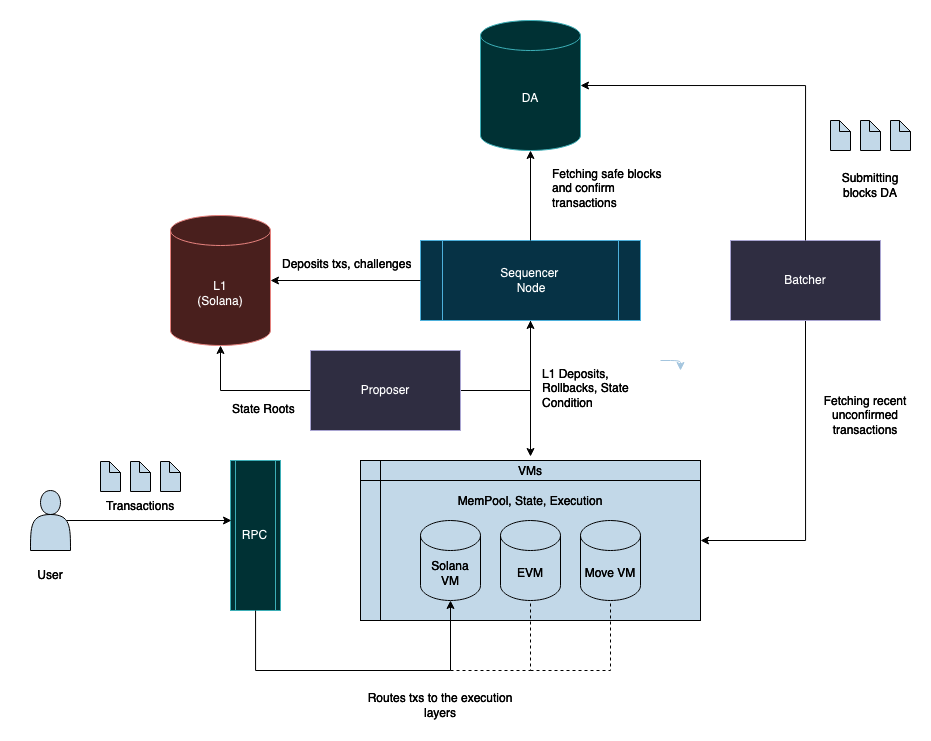 DA
Fetching safe blocks
and confirm
transactions
Submitting
blocks DA
L1
(Solana)
Deposits txs, challenges
Sequencer
Node
Batcher
Proposer
State Roots
L1 Deposits,
Rollbacks, State
Condition
Fetching recent
unconfirmed
transactions
Transactions
User
RPC
VMs
MemPool, State, Execution
Solana
VM
EVM
Move VM
Routes txs to the execution
layers